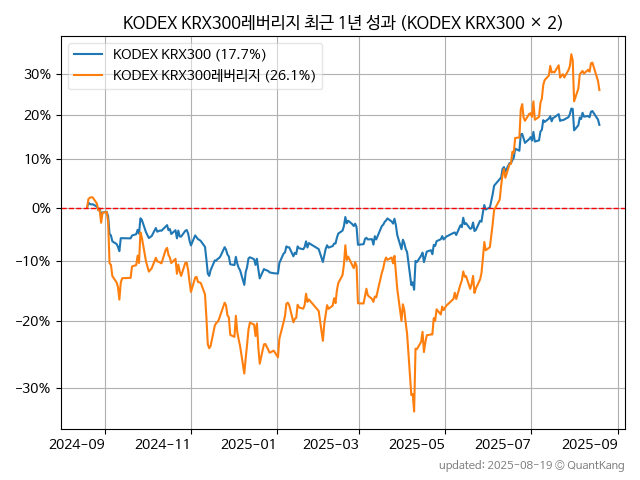 KODEX KRX300레버리지 최근 1년 성과 (KODEX KRX300 × 2)
KODEX KRX300 (17.7%)
KODEX KRX300레버리지 (26.1%)
30%
20%
10%
0%
−10%
−20%
−30%
2024-09 2024-11 2025-01 2025-03 2025-05 2025-07 2025-09
updated: 2025-08-19 © QuantKang